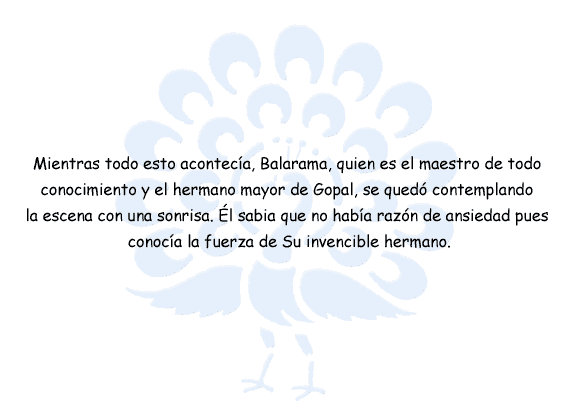 Mientras todo esto acontecía, Balarama, quien es el maestro de todo
conocimiento y el hermano mayor de Gopal, se quedó contemplando
la escena con una sonrisa. Él sabia que no había razón de ansiedad pues
conocía la fuerza de Su invencible hermano.